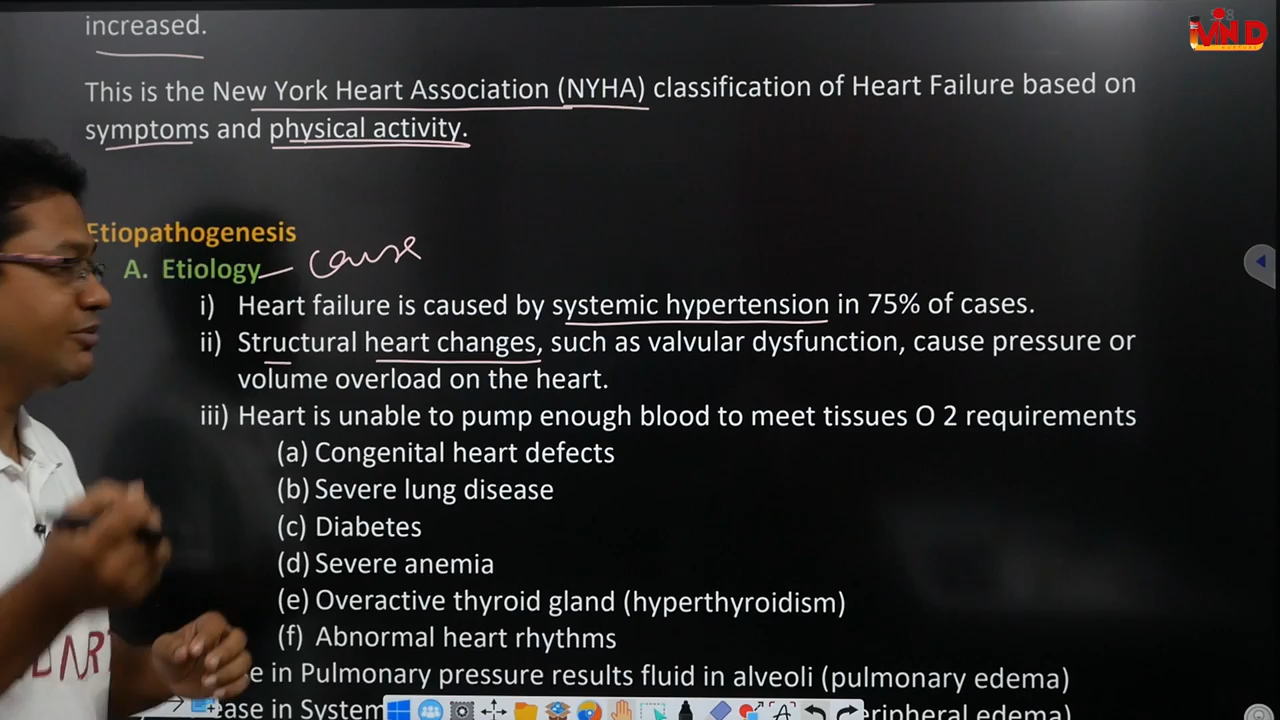 increased.
This is the New York Heart Association (NYHA) classification of Heart Failure based on
symptoms and physical activity.
Etiopathogenesis
A. Etiology – cause
i) Heart failure is caused by systemic hypertension in 75% of cases.
ii) Structural heart changes, such as valvular dysfunction, cause pressure or
volume overload on the heart.
iii) Heart is unable to pump enough blood to meet tissues O 2 requirements
(a) Congenital heart defects
(b) Severe lung disease
(c) Diabetes
(d) Severe anemia
(e) Overactive thyroid gland (hyperthyroidism)
(f) Abnormal heart rhythms
e in Pulmonary pressure results fluid in alveoli (pulmonary edema)
ease in System eripheral edema)